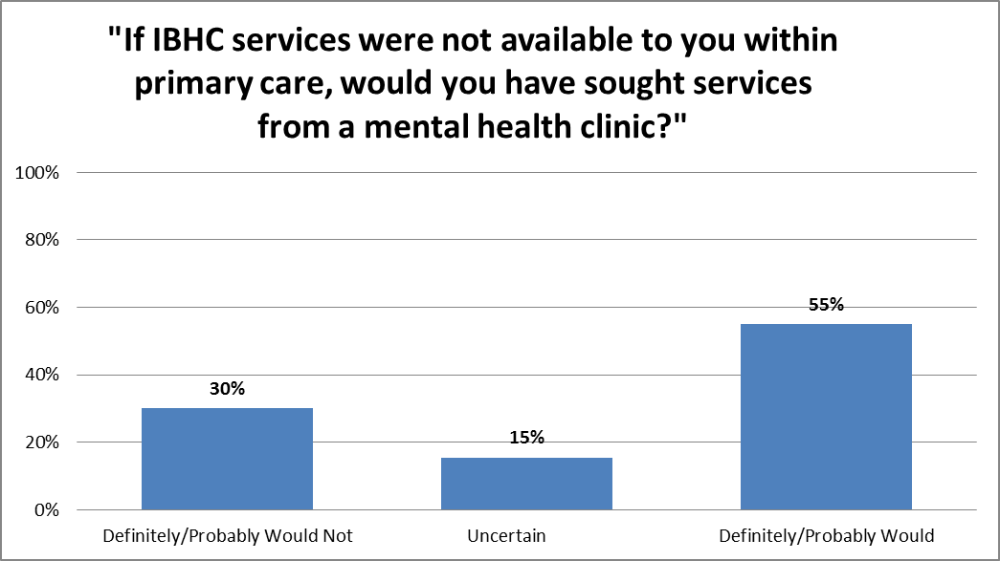 "If IBHC services were not available to you within
primary care, would you have sought services
from a mental health clinic?"
100%
80%
60%
40%
20%
0%
30%
15%
55%
Definitely/Probably Would Not
Uncertain
Definitely/Probably Would